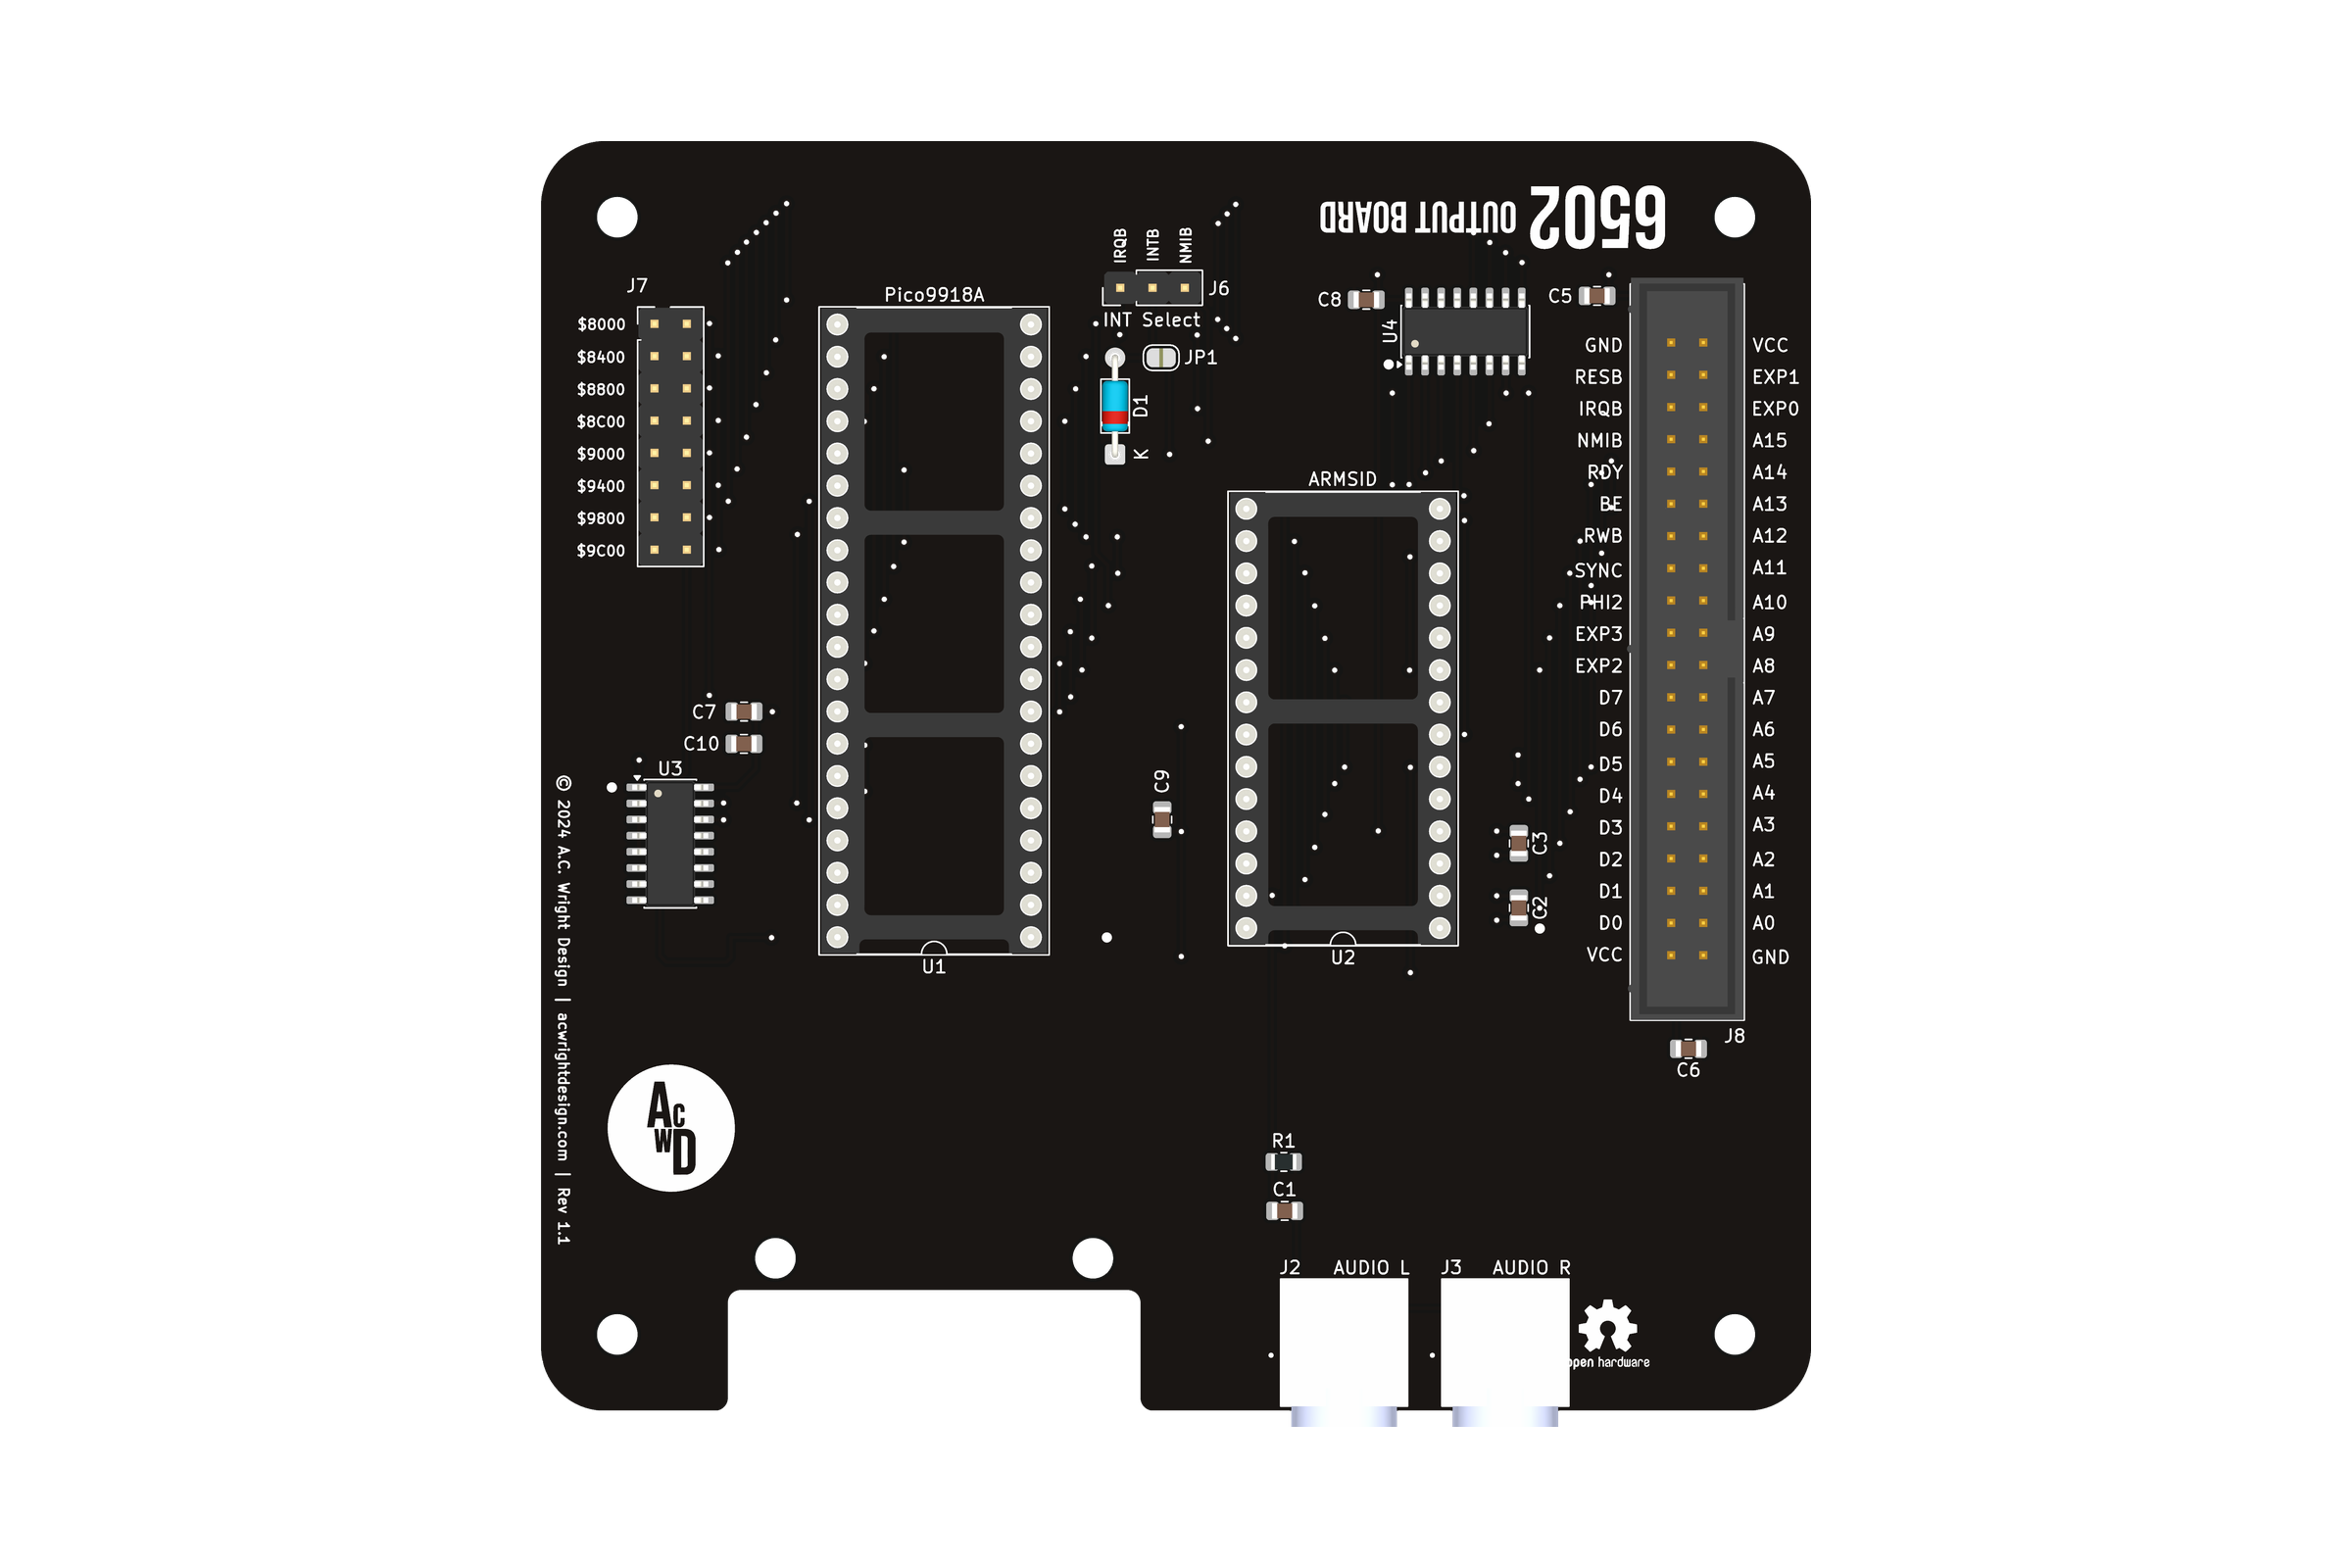 6502 OUTPUT BOARD
IRQB
INTB
NMIB
J7
Pico9918A
J6
C8
C5
INT Select
U4
JP1
D1
K
$8000
$8400
$8800
$8C00
$9000
$9400
$9800
$9C00
ARMSID
GND VCC
RESB EXP1
IRQB EXP0
NMIB A15
RDY A14
BE A13
RWB A12
SYNC A11
PHI2 A10
EXP3 A9
EXP2 A8
D7 A7
D6 A6
D5 A5
D4 A4
D3 A3
D2 A2
D1 A1
D0 A0
VCC GND
C7
C10
U3
C9
C3
C2
U1
U2
J8
C6
© 2024 A.C. Wright Design | acwrightdesign.com | Rev 1.1
ACWD
R1
C1
J2 AUDIO L
J3 AUDIO R
open hardware